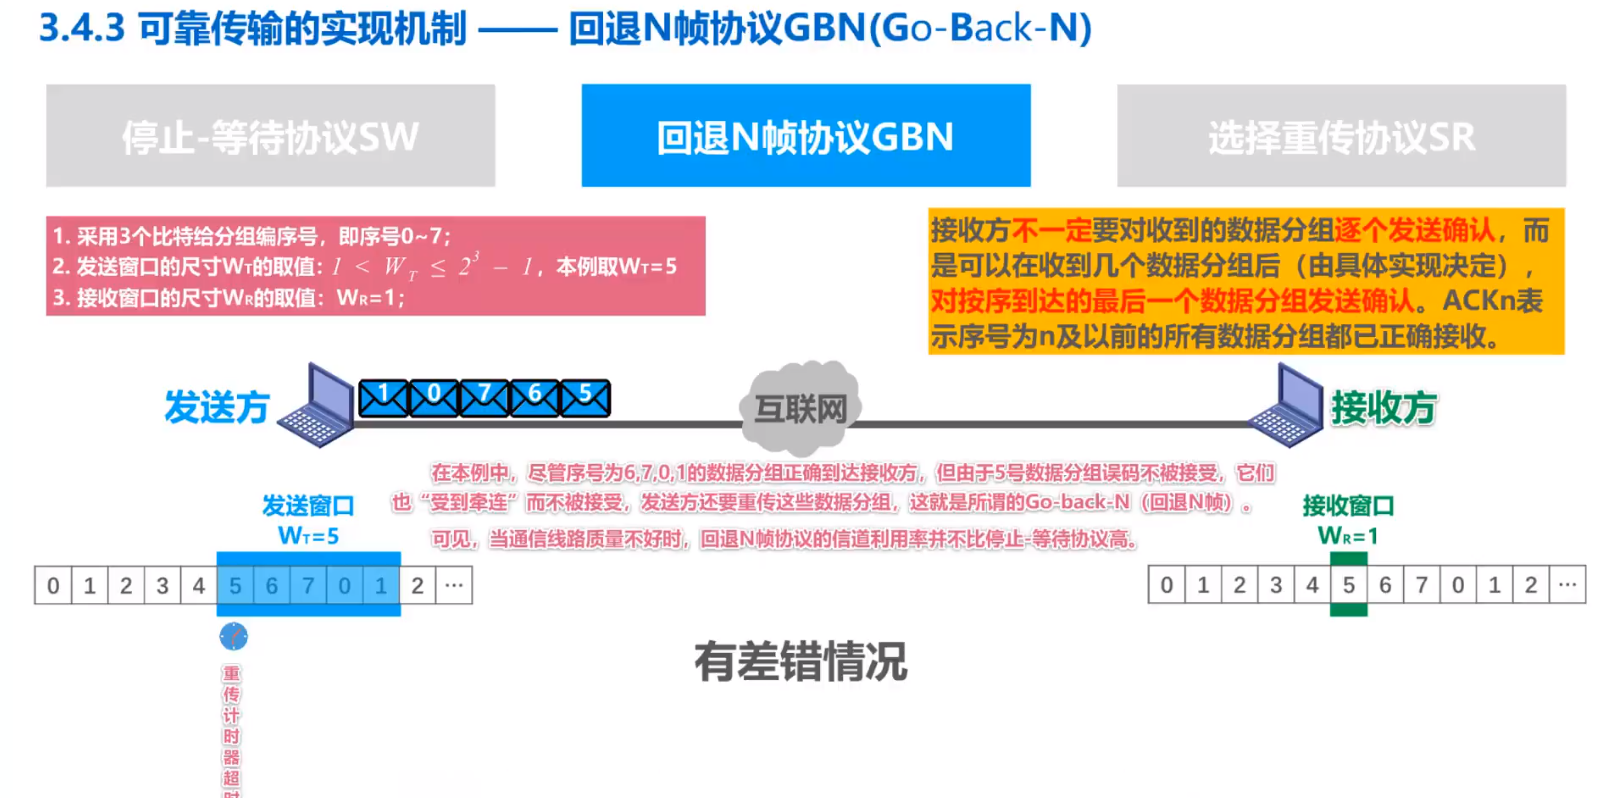 3.4.3 可靠传输的实现机制 —— 回退N帧协议GBN(Go-Back-N)
停止-等待协议SW
回退N帧协议GBN
选择重传协议SR
1. 采用3个比特给分组编序号，即序号0~7；
2. 发送窗口的尺寸WT的取值：1 < W_T ≤ 2^3 − 1，本例取WT=5
3. 接收窗口的尺寸WR的取值：WR=1；
接收方不一定要对收到的数据分组逐个发送确认，而
是可以在收到几个数据分组后（由具体实现决定），
对按序到达的最后一个数据分组发送确认。ACKn表
示序号为n及以前的所有数据分组都已正确接收。
发送方
1 0 7 6 5
互联网
接收方
在本例中，尽管序号为6,7,0,1的数据分组正确到达接收方，但由于5号数据分组误码不被接受，它们
也“受到牵连”而不被接受，发送方还要重传这些数据分组，这就是所谓的Go-back-N（回退N帧）。
可见，当通信线路质量不好时，回退N帧协议的信道利用率并不比停止-等待协议高。
发送窗口
WT=5
0 1 2 3 4 5 6 7 0 1 2 ···
接收窗口
WR=1
0 1 2 3 4 5 6 7 0 1 2 ···
重传计时器超时
有差错情况